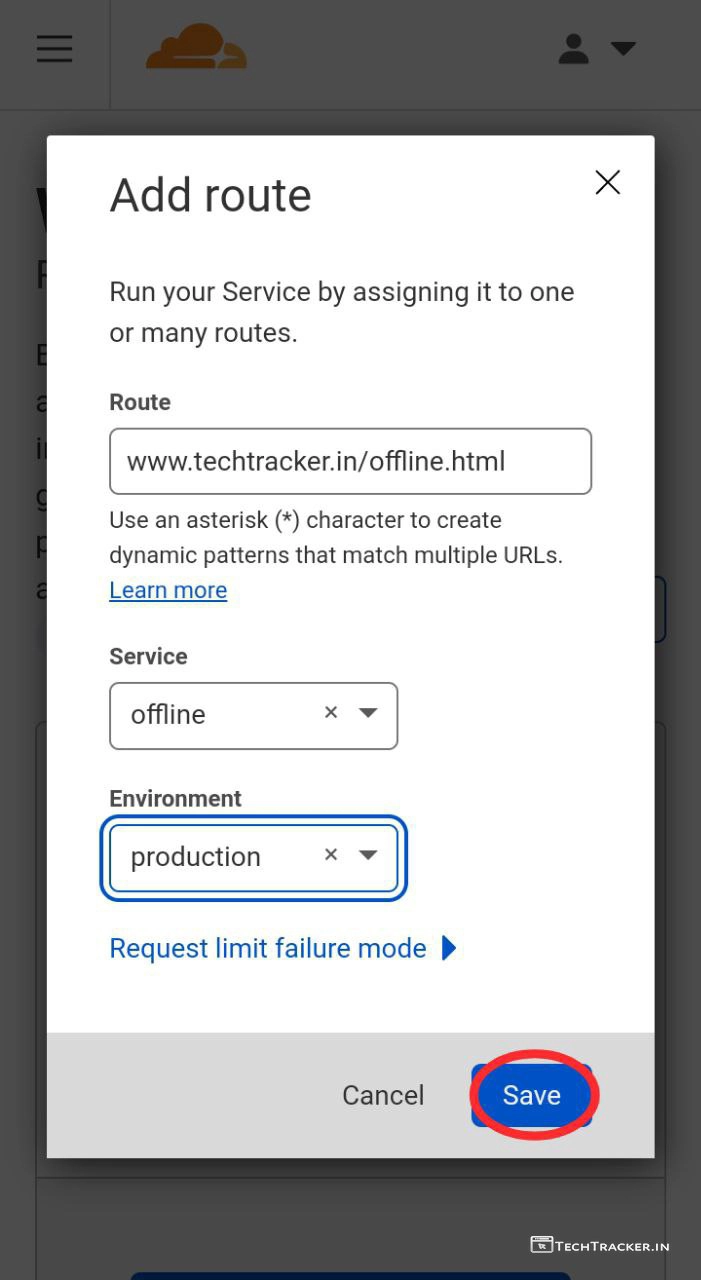 Add route
Run your Service by assigning it to one
or many routes.
Route
www.techtracker.in/offline.html
Use an asterisk (*) character to create
dynamic patterns that match multiple URLs.
Learn more
Service
offline
Environment
production
Request limit failure mode
Cancel
Save
TECHTRACKER.IN